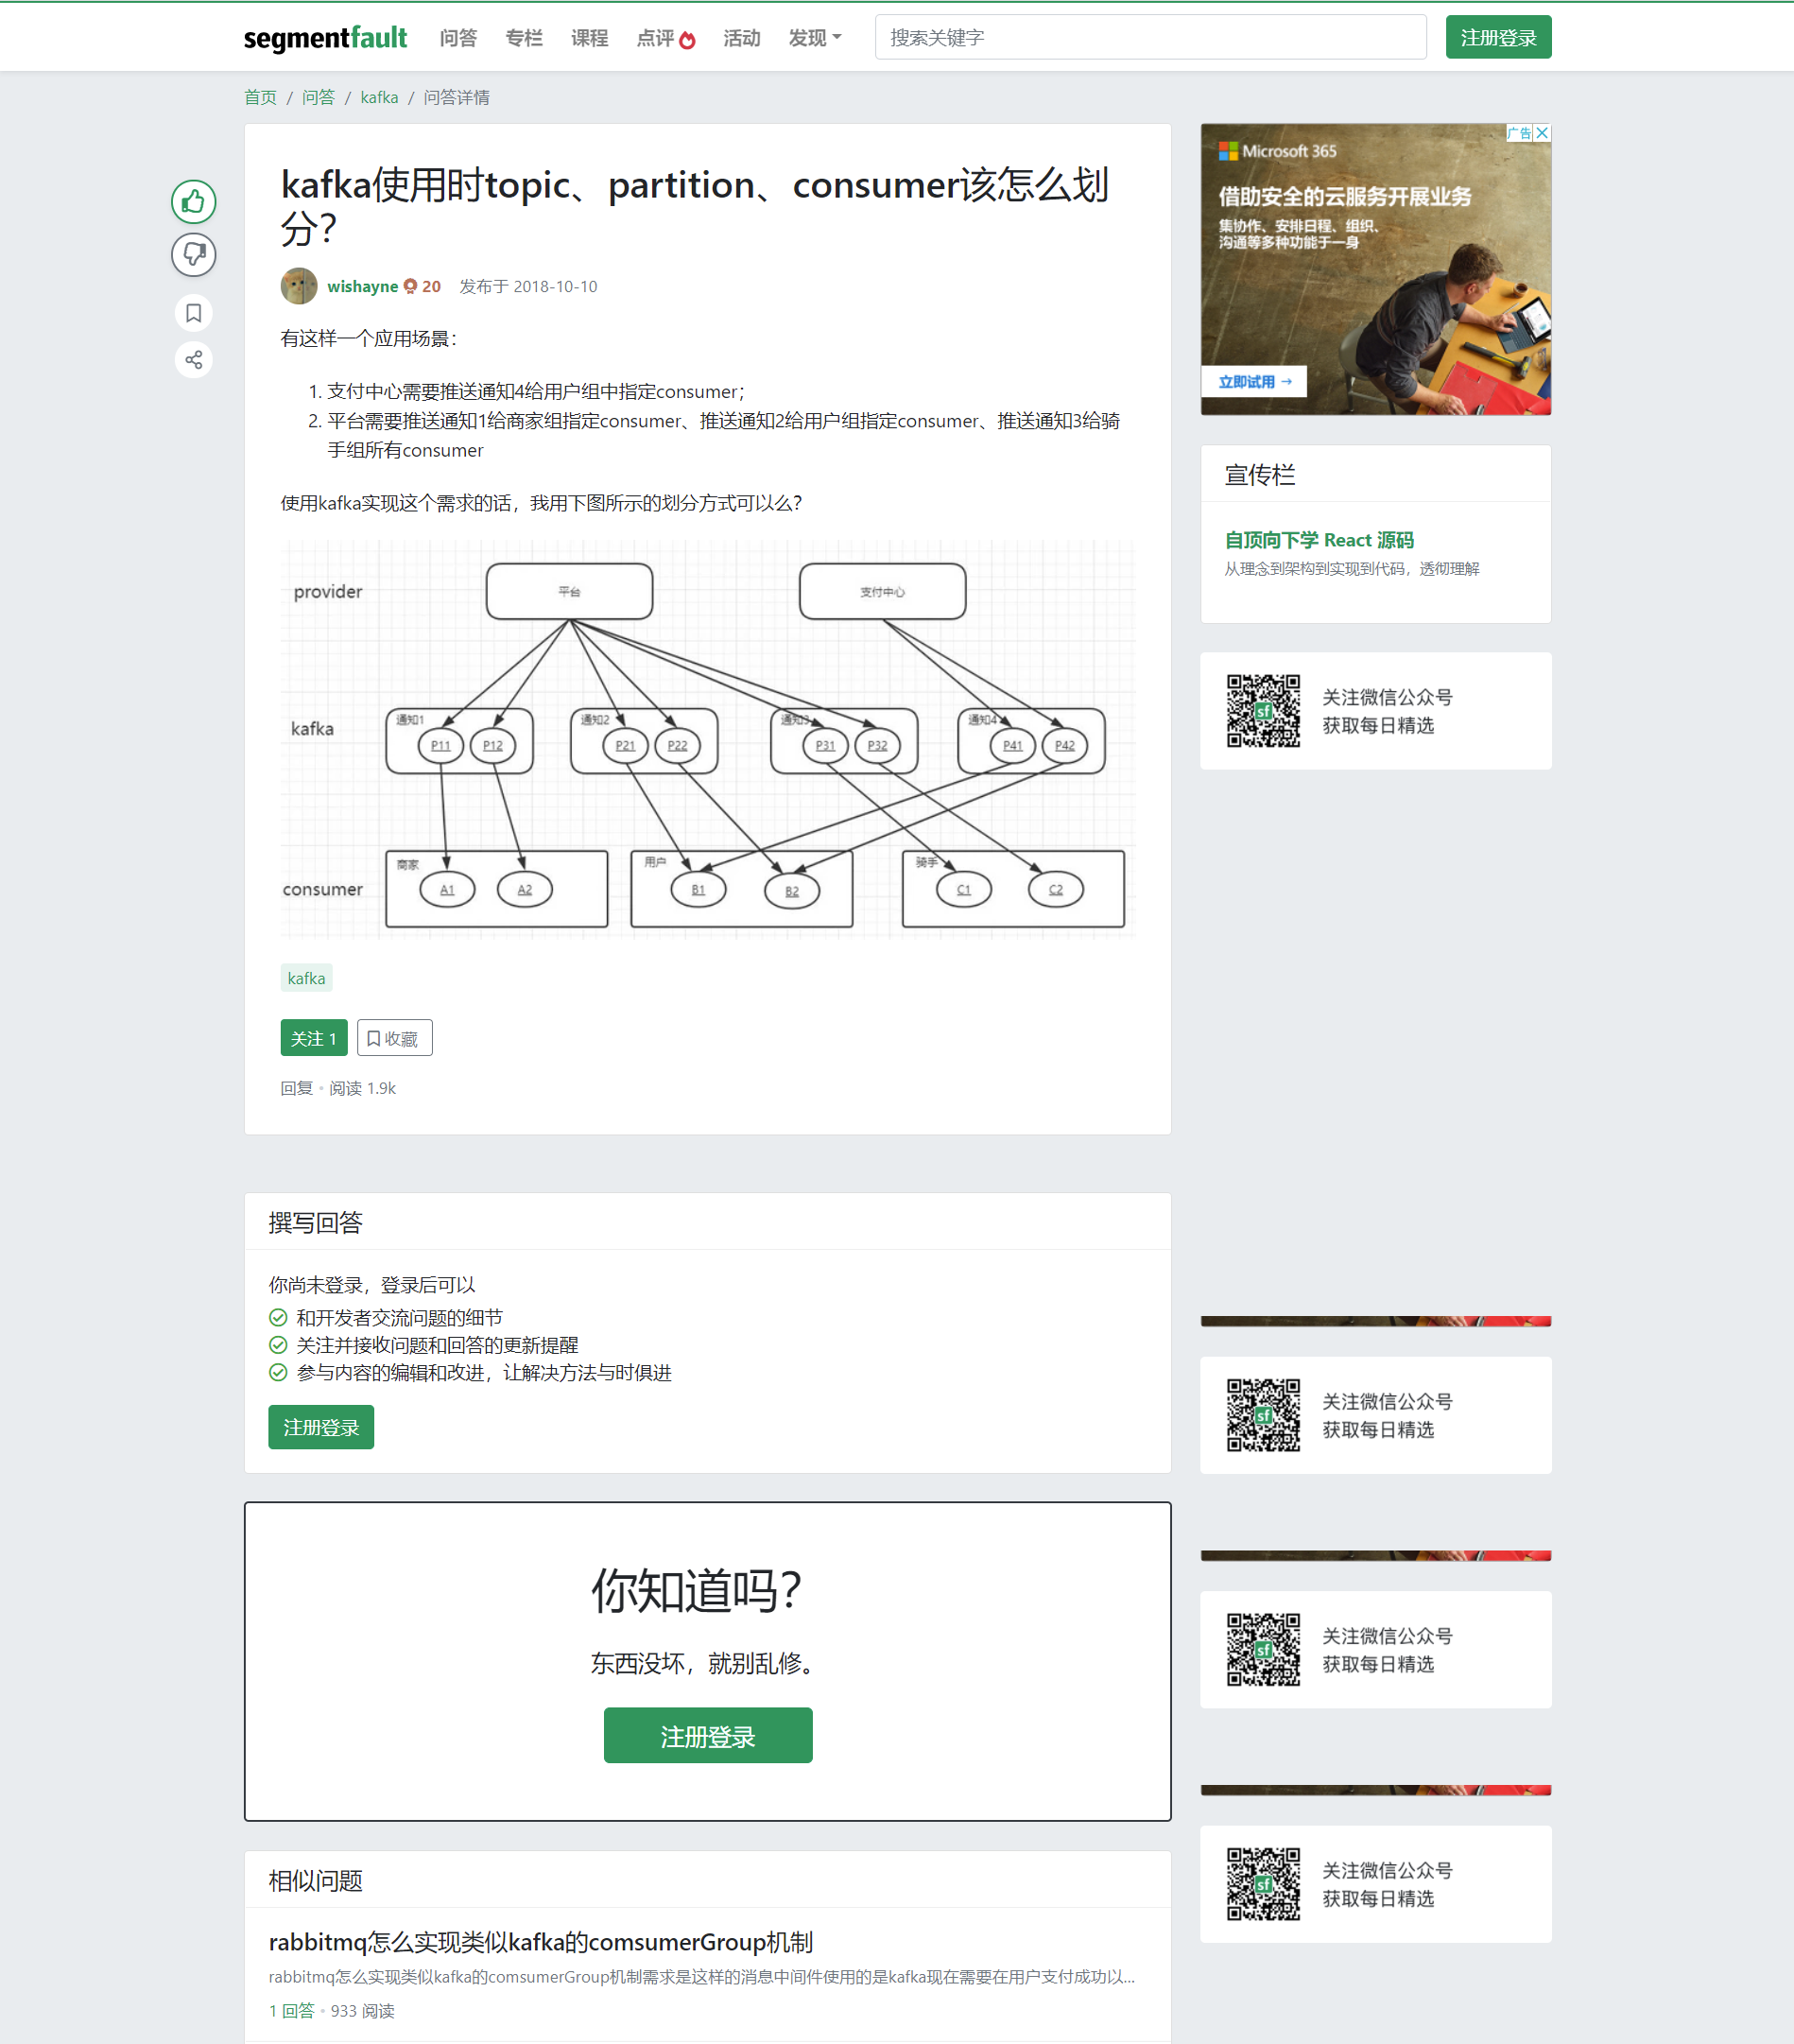 segmentfault 问答 专栏 课程 点评 活动 发现 搜索关键字 注册登录
首页 / 问答 / kafka / 问答详情
kafka使用时topic、partition、consumer该怎么划
分？
wishayne 20 发布于 2018-10-10
有这样一个应用场景：
1. 支付中心需要推送通知4给用户组中指定consumer；
2. 平台需要推送通知1给商家组指定consumer、推送通知2给用户组指定consumer、推送通知3给骑
手组所有consumer
使用kafka实现这个需求的话，我用下图所示的划分方式可以么？
provider 平台 支付中心
kafka
通知1 P11 P12
通知2 P21 P22
通知3 P31 P32
通知4 P41 P42
consumer
商家 A1 A2
用户 B1 B2
骑手 C1 C2
kafka
关注 1 收藏
回复 • 阅读 1.9k
广告
Microsoft 365
借助安全的云服务开展业务
集协作、安排日程、组织、
沟通等多种功能于一身
立即试用 →
宣传栏
自顶向下学 React 源码
从理念到架构到实现到代码，透彻理解
sf
关注微信公众号
获取每日精选
撰写回答
你尚未登录，登录后可以
和开发者交流问题的细节
关注并接收问题和回答的更新提醒
参与内容的编辑和改进，让解决方法与时俱进
注册登录
sf
关注微信公众号
获取每日精选
你知道吗？
东西没坏，就别乱修。
注册登录
sf
关注微信公众号
获取每日精选
相似问题
rabbitmq怎么实现类似kafka的comsumerGroup机制
rabbitmq怎么实现类似kafka的comsumerGroup机制需求是这样的消息中间件使用的是kafka现在需要在用户支付成功以...
1 回答 • 933 阅读
sf
关注微信公众号
获取每日精选